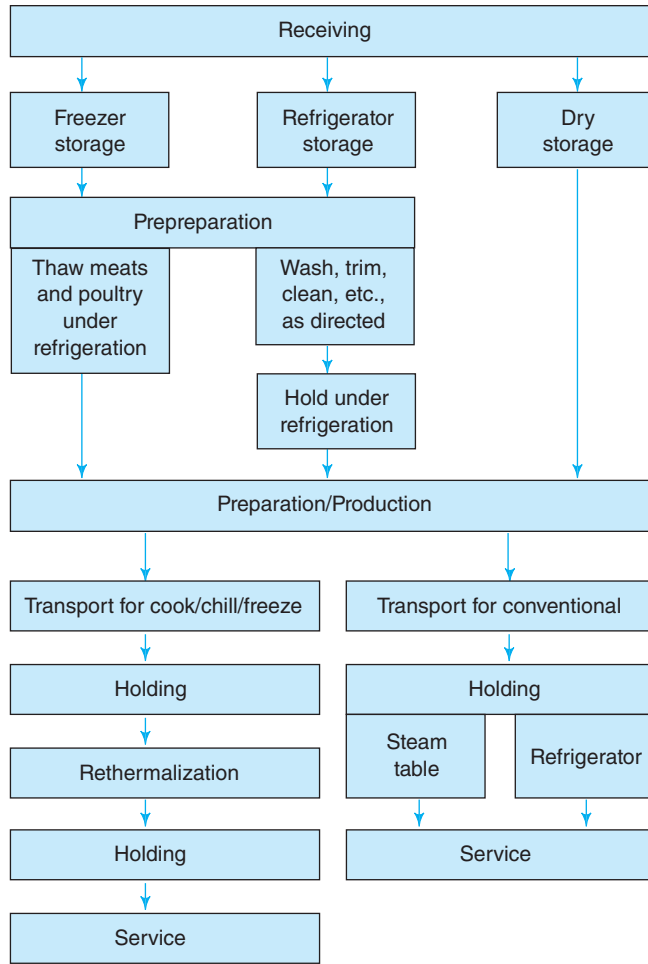 Receiving
Freezer
storage
Refrigerator
storage
Dry
storage
Prepreparation
Thaw meats
and poultry
under
refrigeration
Wash, trim,
clean, etc.,
as directed
Hold under
refrigeration
Preparation/Production
Transport for cook/chill/freeze
Transport for conventional
Holding
Holding
Steam
table
Refrigerator
Rethermalization
Holding
Service
Service